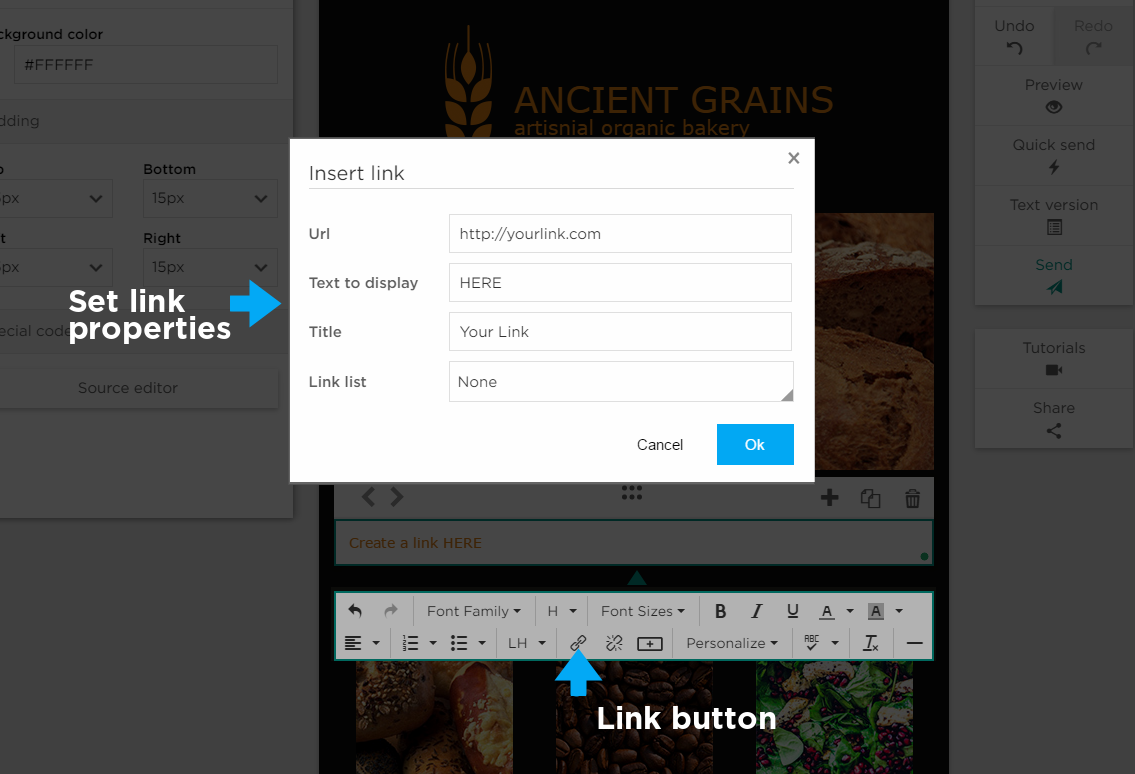 ckground color
#FFFFFF
dding
Bottom
px
15px
t
Right
px
15px
ecial code
Source editor
Set link
properties
ANCIENT GRAINS
artisnial organic bakery
Insert link
×
Url
http://yourlink.com
Text to display
HERE
Title
Your Link
Link list
None
Cancel
Ok
Create a link HERE
Font Family
H
Font Sizes
B
I
U
A
A
LH
Personalize
ABC
Link button
Undo
Redo
Preview
Quick send
Text version
Send
Tutorials
Share